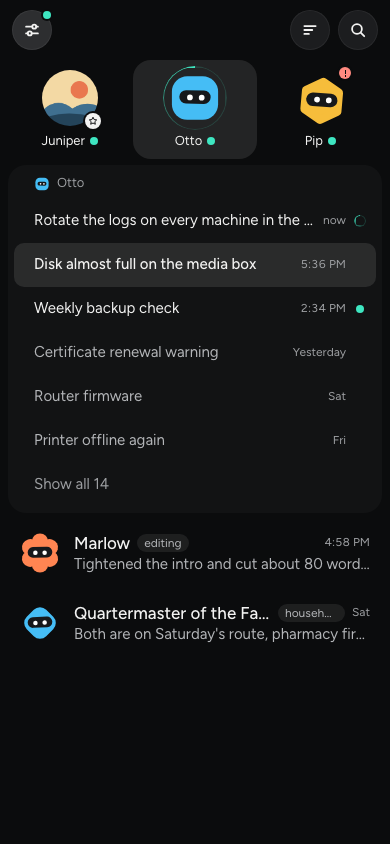 Juniper
Otto
Pip
!
Otto
Rotate the logs on every machine in the ... now
Disk almost full on the media box 5:36 PM
Weekly backup check 2:34 PM
Certificate renewal warning Yesterday
Router firmware Sat
Printer offline again Fri
Show all 14
Marlow editing 4:58 PM
Tightened the intro and cut about 80 word...
Quartermaster of the Fa... househ... Sat
Both are on Saturday's route, pharmacy fir...